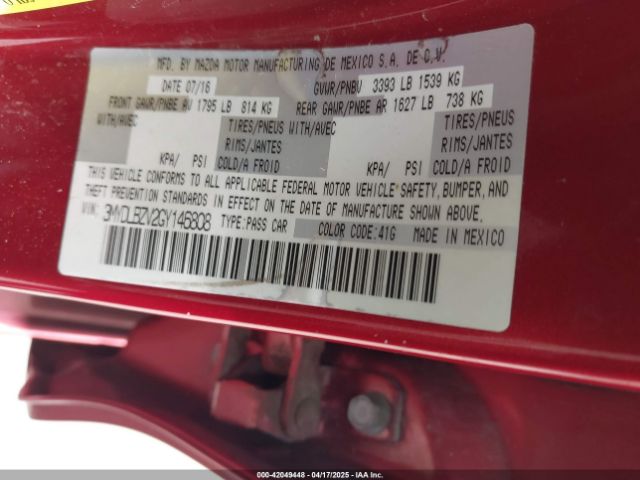 MFD. BY MAZDA MOTOR MANUFACTURING DE MEXICO S.A. DE C.V.
DATE 07/16 GVWR/PNBV 3393 LB 1539 KG
FRONT GAWR/PNBE AV 1795 LB 814 KG REAR GAWR/PNBE AR 1627 LB 738 KG
WITH/AVEC TIRES/PNEUS WITH/AVEC TIRES/PNEUS
RIMS/JANTES RIMS/JANTES
KPA/ PSI COLD/A FROID KPA/ PSI COLD/A FROID
THIS VEHICLE CONFORMS TO ALL APPLICABLE FEDERAL MOTOR VEHICLE SAFETY, BUMPER, AND
THEFT PREVENTION STANDARDS IN EFFECT ON THE DATE OF MANUFACTURE SHOWN ABOVE.
VIN: 3MYDLBZV2GY146808 TYPE:PASS CAR COLOR CODE:41G MADE IN MEXICO
000-42049448 - 04/17/2025 - IAA Inc.